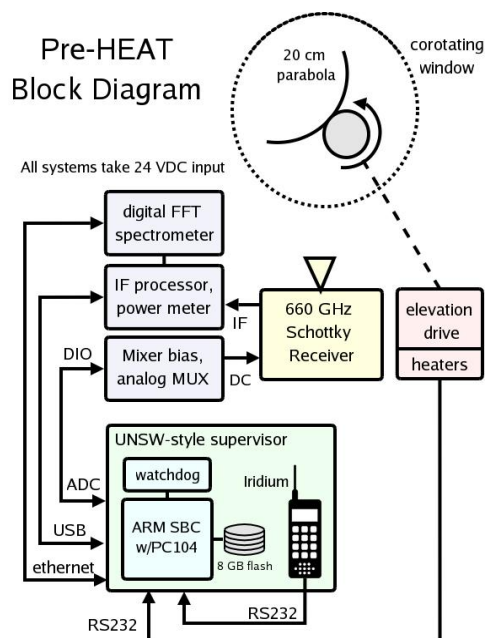 Pre-HEAT
Block Diagram
20 cm
parabola
corotating
window
All systems take 24 VDC input
digital FFT
spectrometer
IF processor,
power meter
IF
660 GHz
Schottky
Receiver
elevation
drive
heaters
DIO
Mixer bias,
analog MUX
DC
UNSW-style supervisor
watchdog
Iridium
ADC
ARM SBC
w/PC104
USB
8 GB flash
ethernet
RS232
RS232